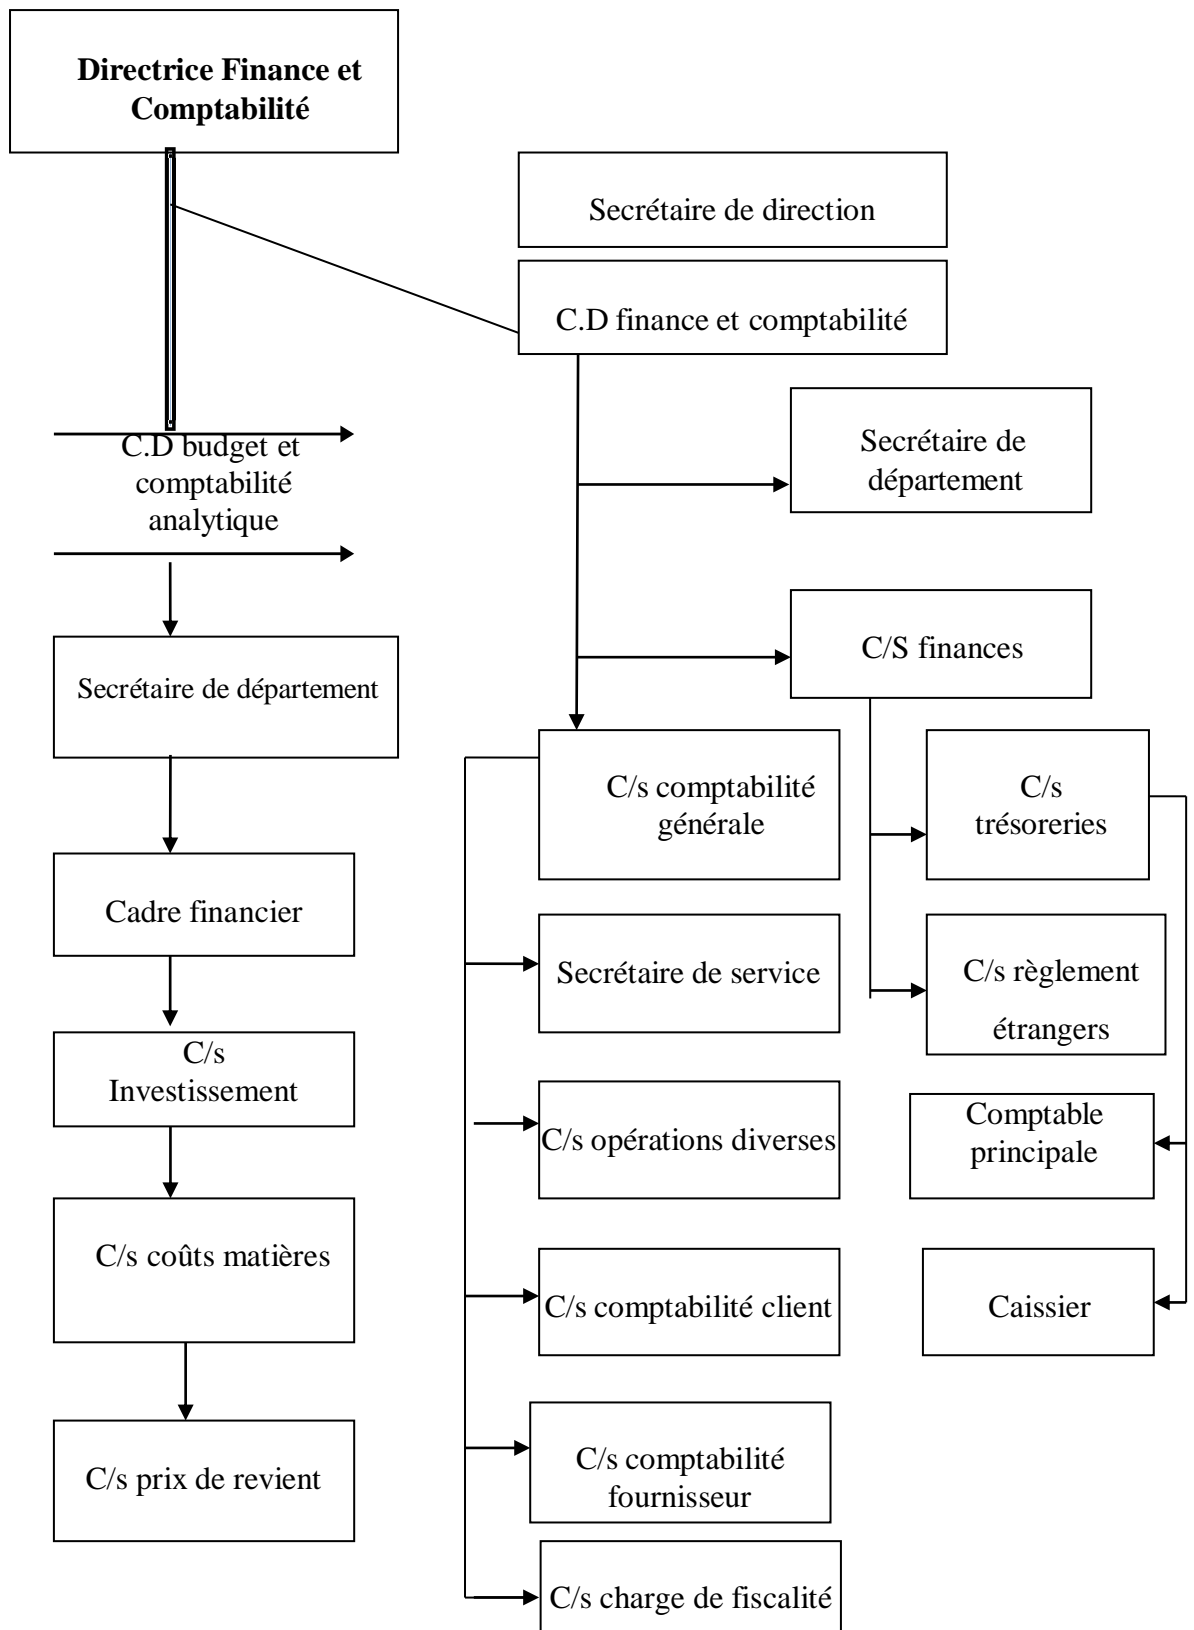 Directrice Finance et
Comptabilité
Secrétaire de direction
C.D finance et comptabilité
C.D budget et
comptabilité
analytique
Secrétaire de
département
C/S finances
Secrétaire de département
C/s comptabilité
générale
C/s
trésoreries
Cadre financier
Secrétaire de service
C/s règlement
étrangers
C/s
Investissement
C/s opérations diverses
Comptable
principale
C/s coûts matières
C/s comptabilité client
Caissier
C/s prix de revient
C/s comptabilité
fournisseur
C/s charge de fiscalité